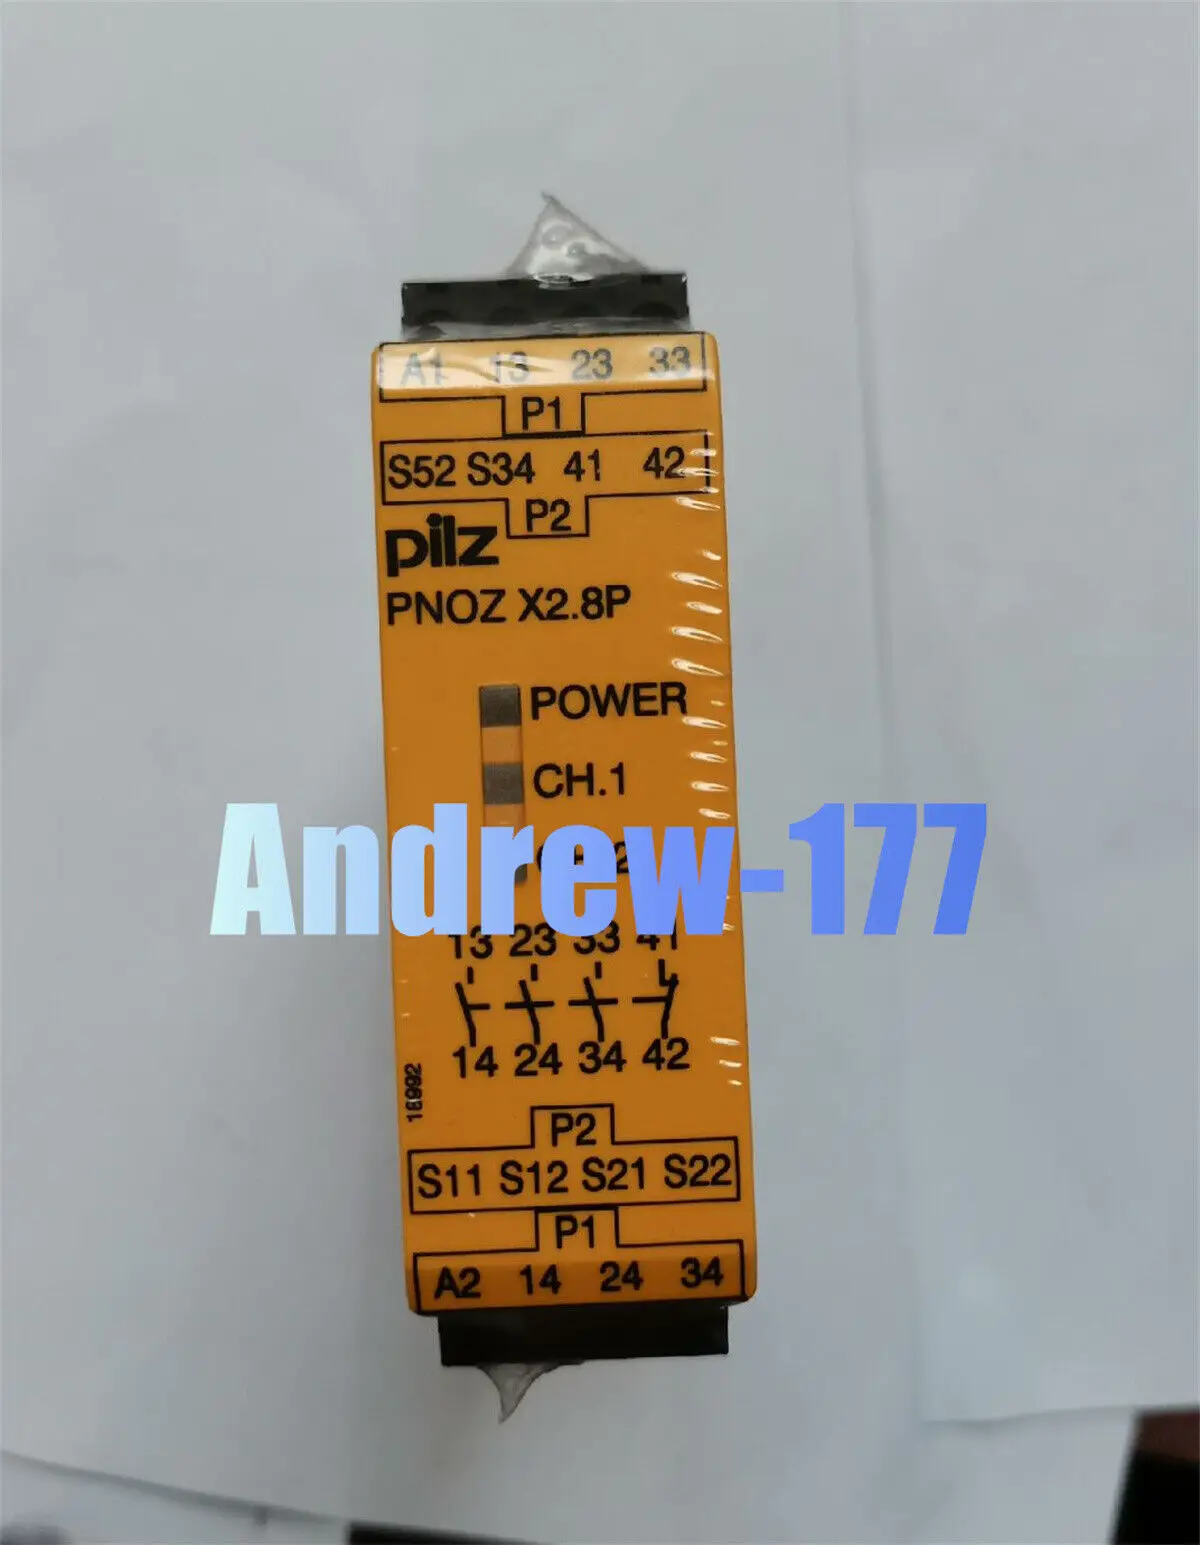 A1 13 23 33
P1
S52 S34 41 42
P2
pilz
PNOZ X2.8P
POWER
CH.1
Andrew-177
13 23 33 41
14 24 34 42
16992
P2
S11 S12 S21 S22
P1
A2 14 24 34